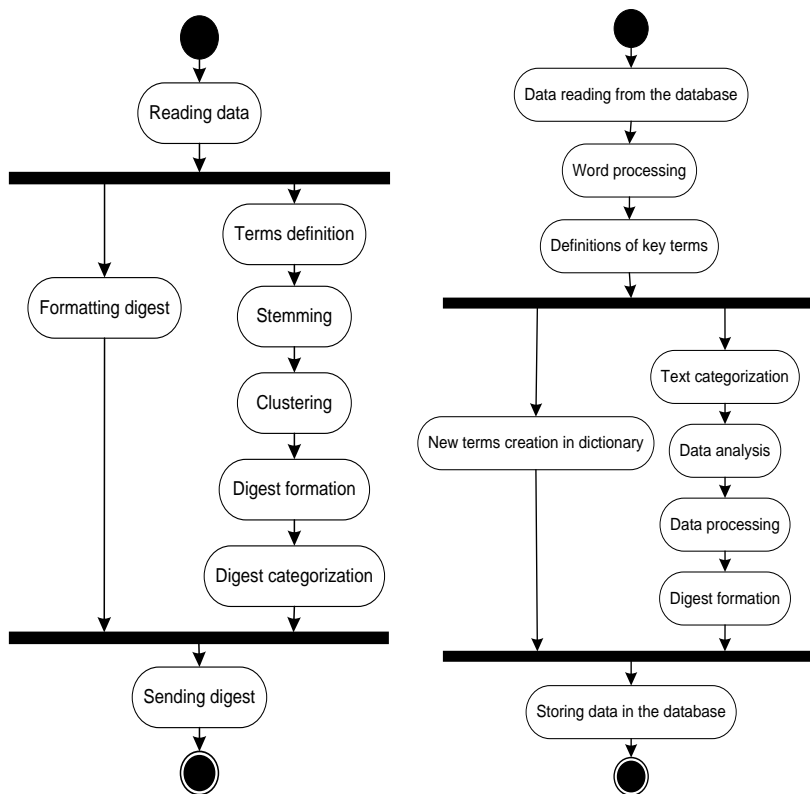 Reading data
Terms definition
Formatting digest
Stemming
Clustering
Digest formation
Digest categorization
Sending digest
Data reading from the database
Word processing
Definitions of key terms
Text categorization
New terms creation in dictionary
Data analysis
Data processing
Digest formation
Storing data in the database